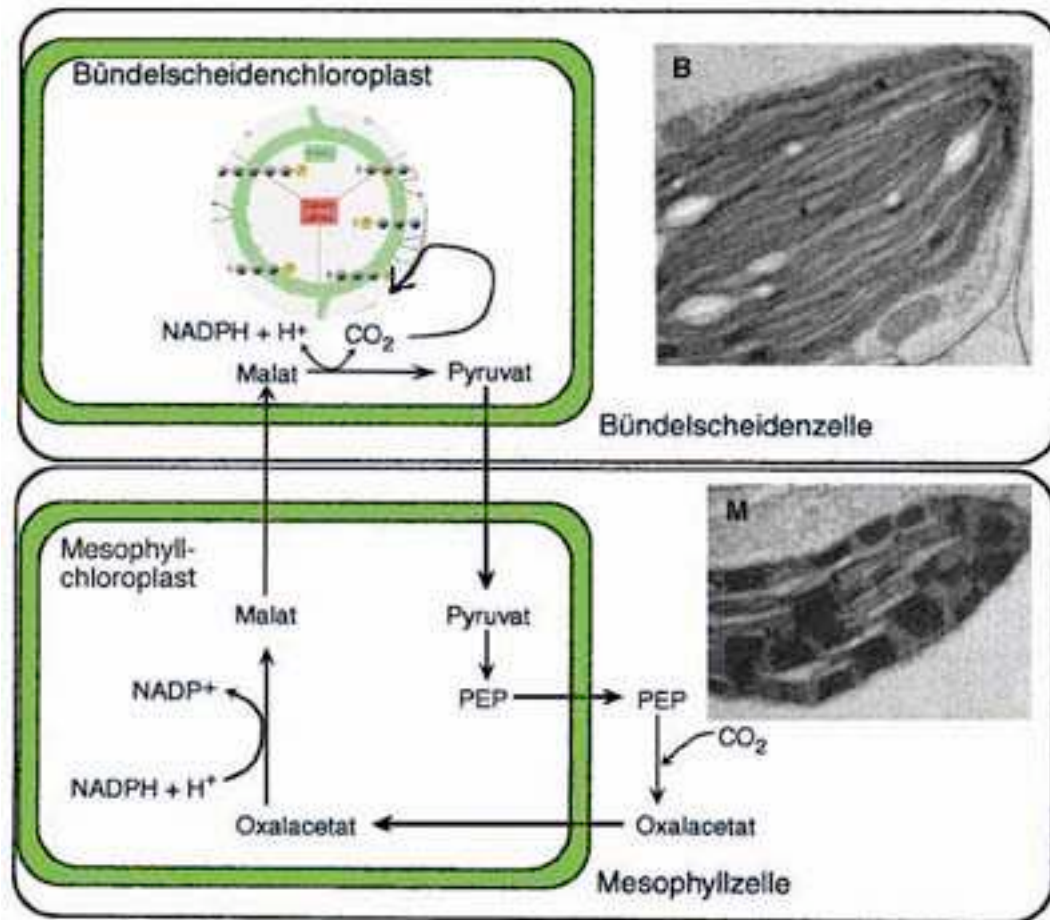 Bündelscheidenchloroplast
B
NADPH + H+
CO2
Malat
Pyruvat
Bündelscheidenzelle
M
Mesophyll-
chloroplast
Malat
Pyruvat
NADP+
PEP
PEP
CO2
NADPH + H+
Oxalacetat
Oxalacetat
Mesophyllzelle